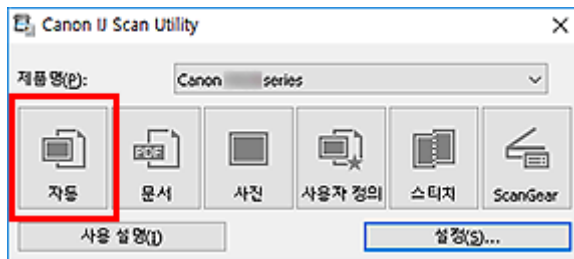 Canon IJ Scan Utility
제품명(P): Canon series
PDF
자동 문서 사진 사용자 정의 스티치 ScanGear
사용 설명(I) 설정(S)...